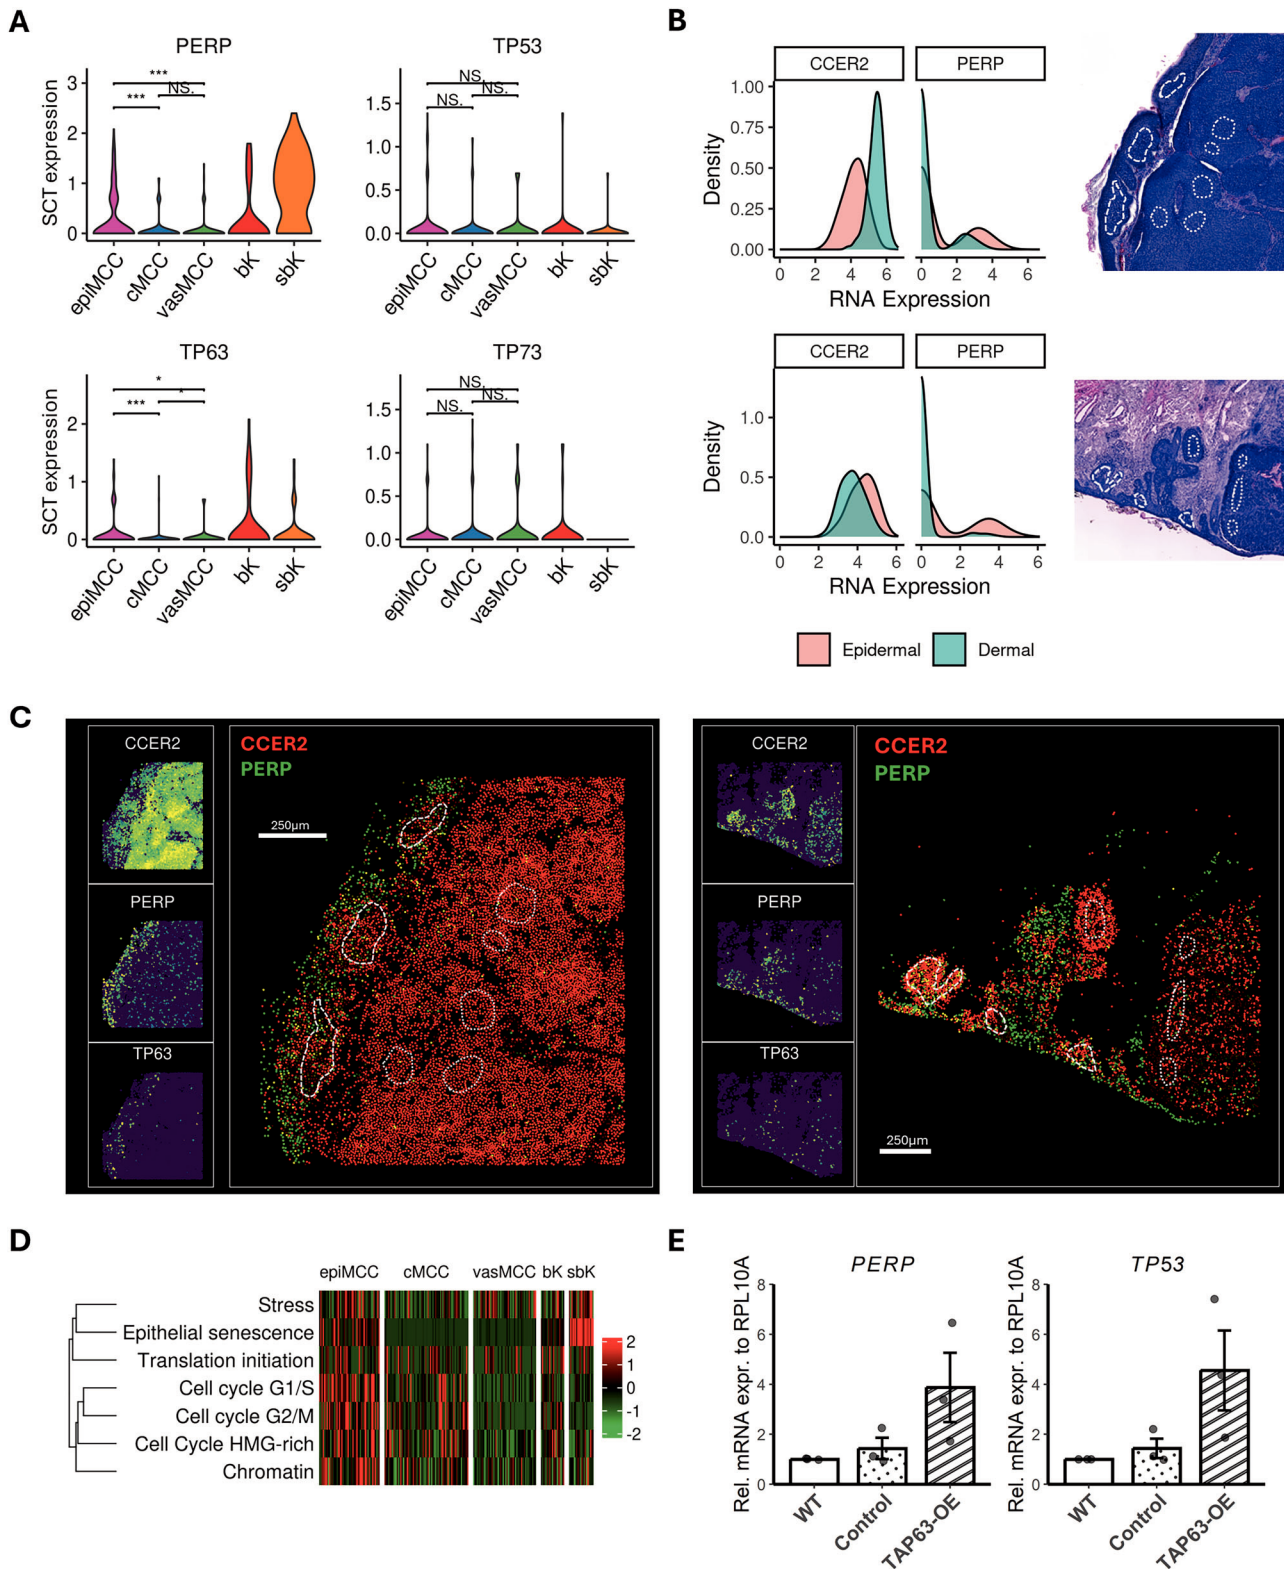 A
PERP
SCT expression
3
2
1
0
***
***
NS.
epiMCC
cMCC
vasMCC
bK
sbK
TP53
1.5
1.0
0.5
0.0
NS.
NS.
NS.
epiMCC
cMCC
vasMCC
bK
sbK
TP63
SCT expression
2
1
0
*
*
***
epiMCC
cMCC
vasMCC
bK
sbK
TP73
1.5
1.0
0.5
0.0
NS.
NS.
NS.
epiMCC
cMCC
vasMCC
bK
sbK
B
CCER2
PERP
Density
1.00
0.75
0.50
0.25
0.00
0 2 4 6
0 2 4 6
RNA Expression
CCER2
PERP
Density
1.0
0.5
0.0
0 2 4 6
0 2 4 6
RNA Expression
Epidermal
Dermal
C
CCER2
PERP
TP63
CCER2
PERP
250µm
CCER2
PERP
TP63
CCER2
PERP
250µm
D
epiMCC cMCC vasMCC bK sbK
Stress
Epithelial senescence
Translation initiation
Cell cycle G1/S
Cell cycle G2/M
Cell Cycle HMG-rich
Chromatin
2
1
0
-1
-2
E
PERP
Rel. mRNA expr. to RPL10A
8
6
4
2
0
WT
Control
TAP63-OE
TP53
Rel. mRNA expr. to RPL10A
8
6
4
2
0
WT
Control
TAP63-OE